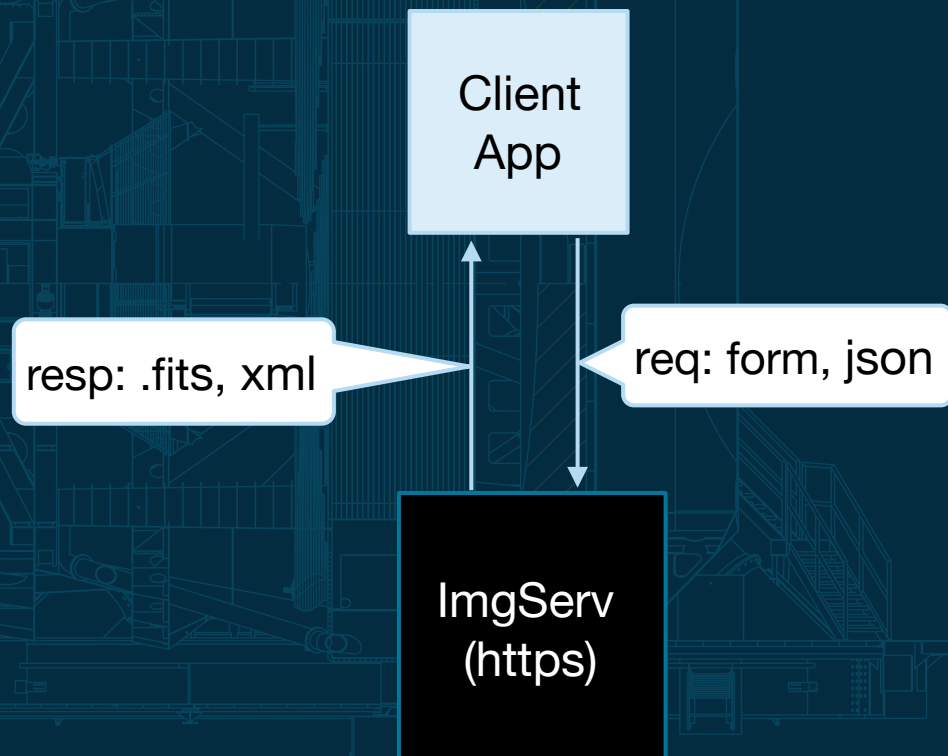 Client
App
resp: .fits, xml
req: form, json
ImgServ
(https)